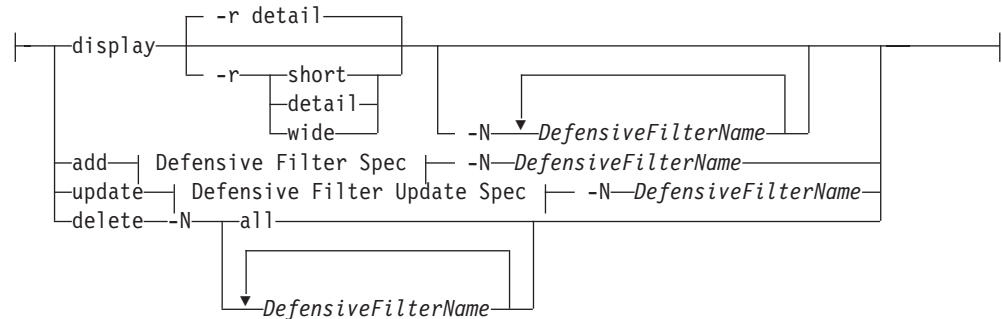 -r detail
display
-r short
detail
wide
-N DefensiveFilterName
add Defensive Filter Spec -N DefensiveFilterName
update Defensive Filter Update Spec -N DefensiveFilterName
delete -N all
DefensiveFilterName